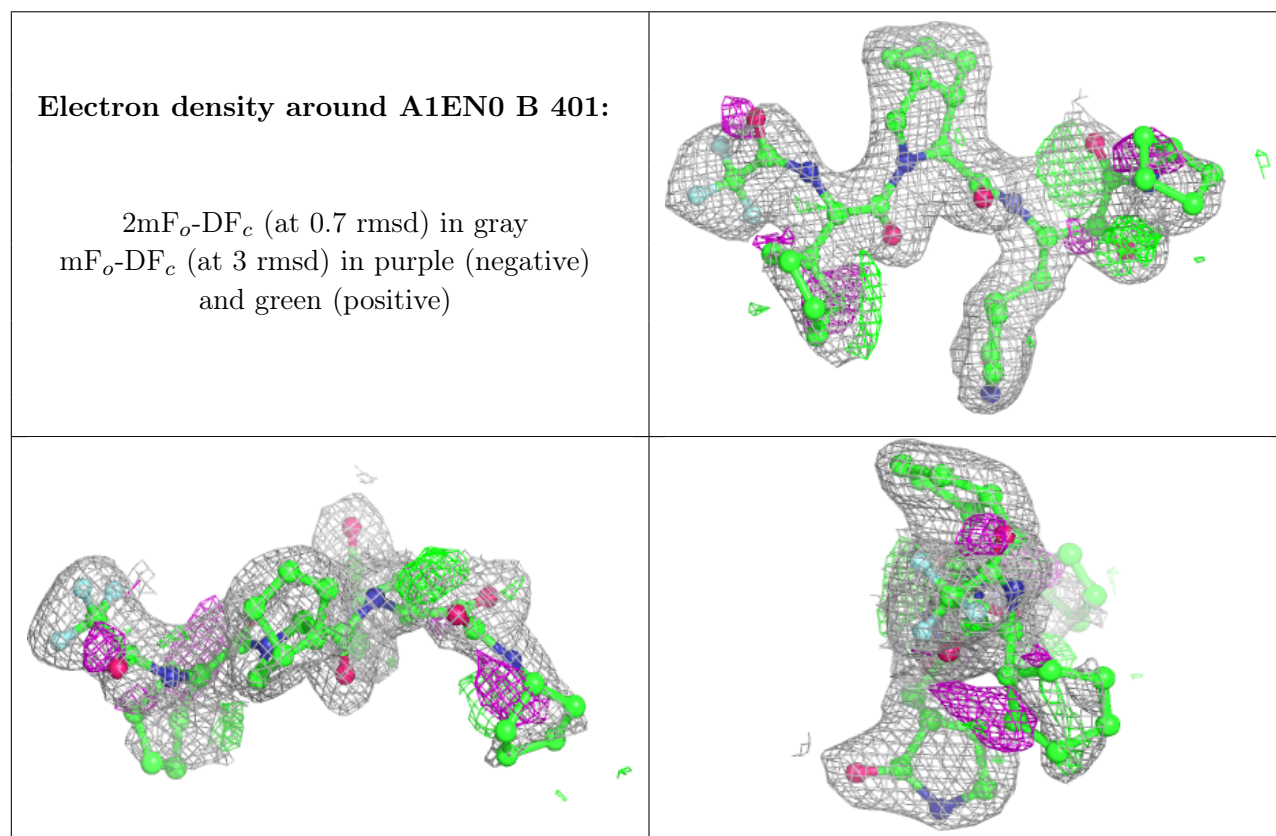 Electron density around A1EN0 B 401:
2mFo-DFc (at 0.7 rmsd) in gray
mFo-DFc (at 3 rmsd) in purple (negative)
and green (positive)